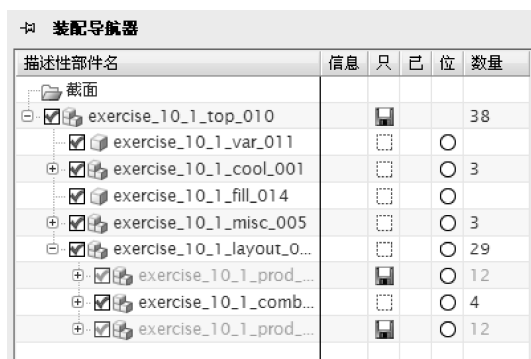 装配导航器
描述性部件名 信息 只 已 位 数量
截面
exercise_10_1_top_010 38
exercise_10_1_var_011
exercise_10_1_cool_001 3
exercise_10_1_fill_014
exercise_10_1_misc_005 3
exercise_10_1_layout_0... 29
exercise_10_1_prod_... 12
exercise_10_1_comb... 4
exercise_10_1_prod_... 12